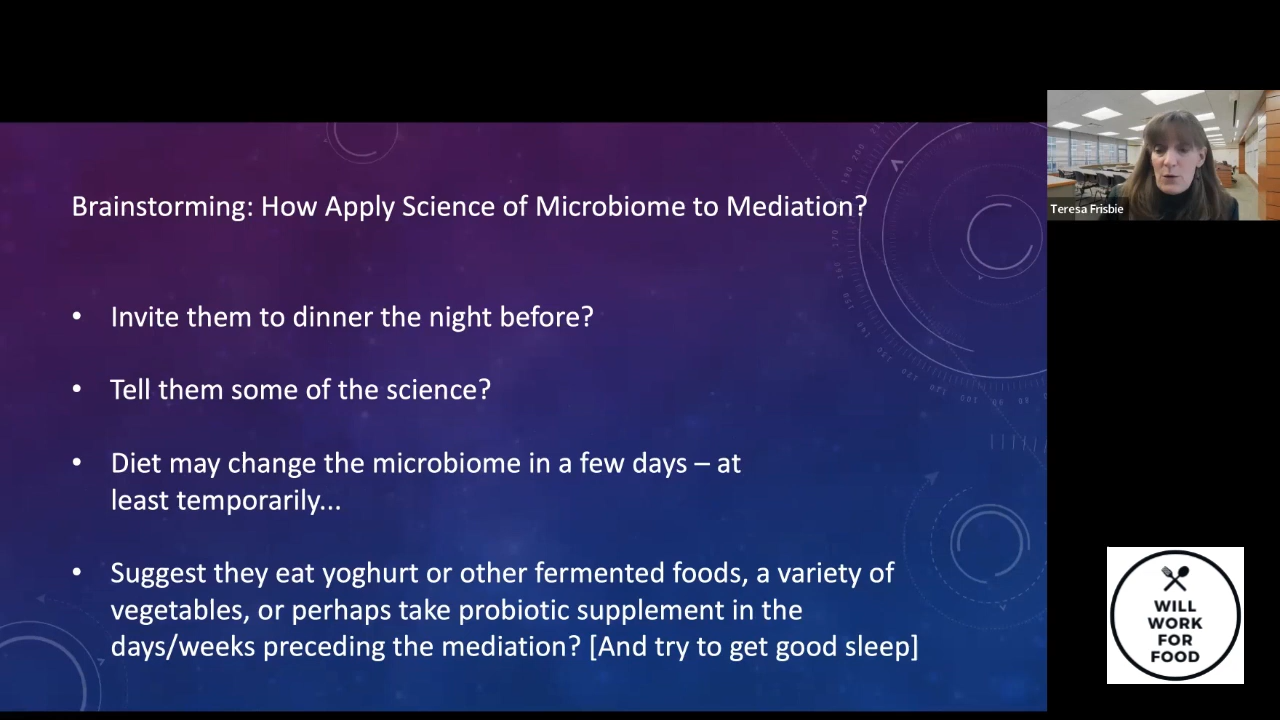 Brainstorming: How Apply Science of Microbiome to Mediation?
• Invite them to dinner the night before?
• Tell them some of the science?
• Diet may change the microbiome in a few days – at
least temporarily...
• Suggest they eat yoghurt or other fermented foods, a variety of
vegetables, or perhaps take probiotic supplement in the
days/weeks preceding the mediation? [And try to get good sleep]
Teresa Frisbie
WILL
WORK
FOR
FOOD